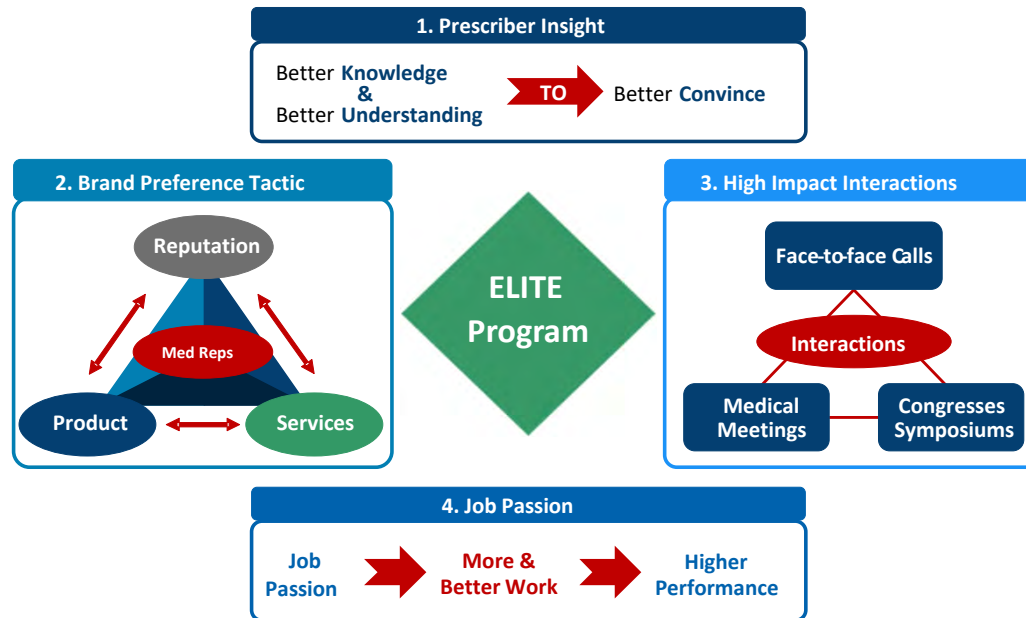 1. Prescriber Insight
Better Knowledge
&
Better Understanding
TO
Better Convince
2. Brand Preference Tactic
Reputation
Med Reps
Product
Services
ELITE
Program
3. High Impact Interactions
Face-to-face Calls
Interactions
Medical
Meetings
Congresses
Symposiums
4. Job Passion
Job
Passion
More &
Better Work
Higher
Performance